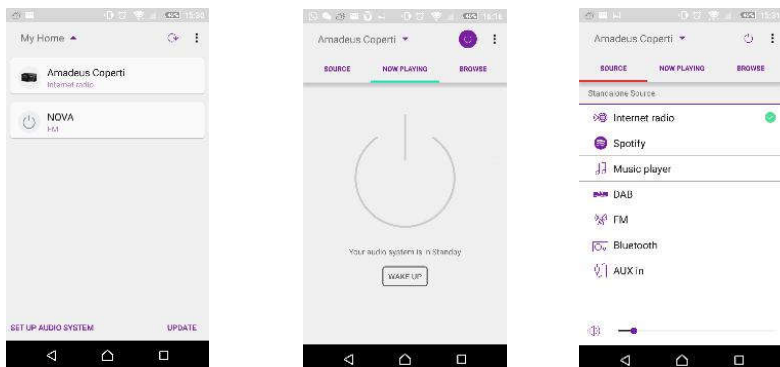 15:30
My Home
Amadeus Coperti
Internet radio
NOVA
FM
SET UP AUDIO SYSTEM
UPDATE
Amadeus Coperti
SOURCE
NOW PLAYING
BROWSE
Your audio system is in Standby
WAKE UP
Amadeus Coperti
SOURCE
NOW PLAYING
BROWSE
Standalone Source
Internet radio
Spotify
Music player
DAB
FM
Bluetooth
AUX in